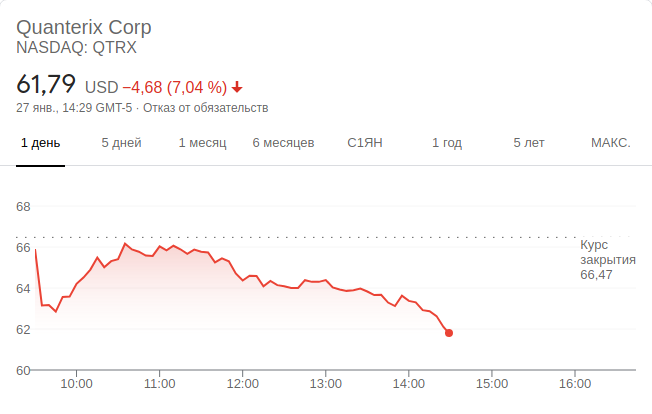 Quanterix Corp
NASDAQ: QTRX
61,79 USD −4,68 (7,04 %)
27 янв., 14:29 GMT-5 · Отказ от обязательств
1 день 5 дней 1 месяц 6 месяцев С1ЯН 1 год 5 лет МАКС.
68
66
64
62
60
Курс
закрытия
66,47
10:00 11:00 12:00 13:00 14:00 15:00 16:00